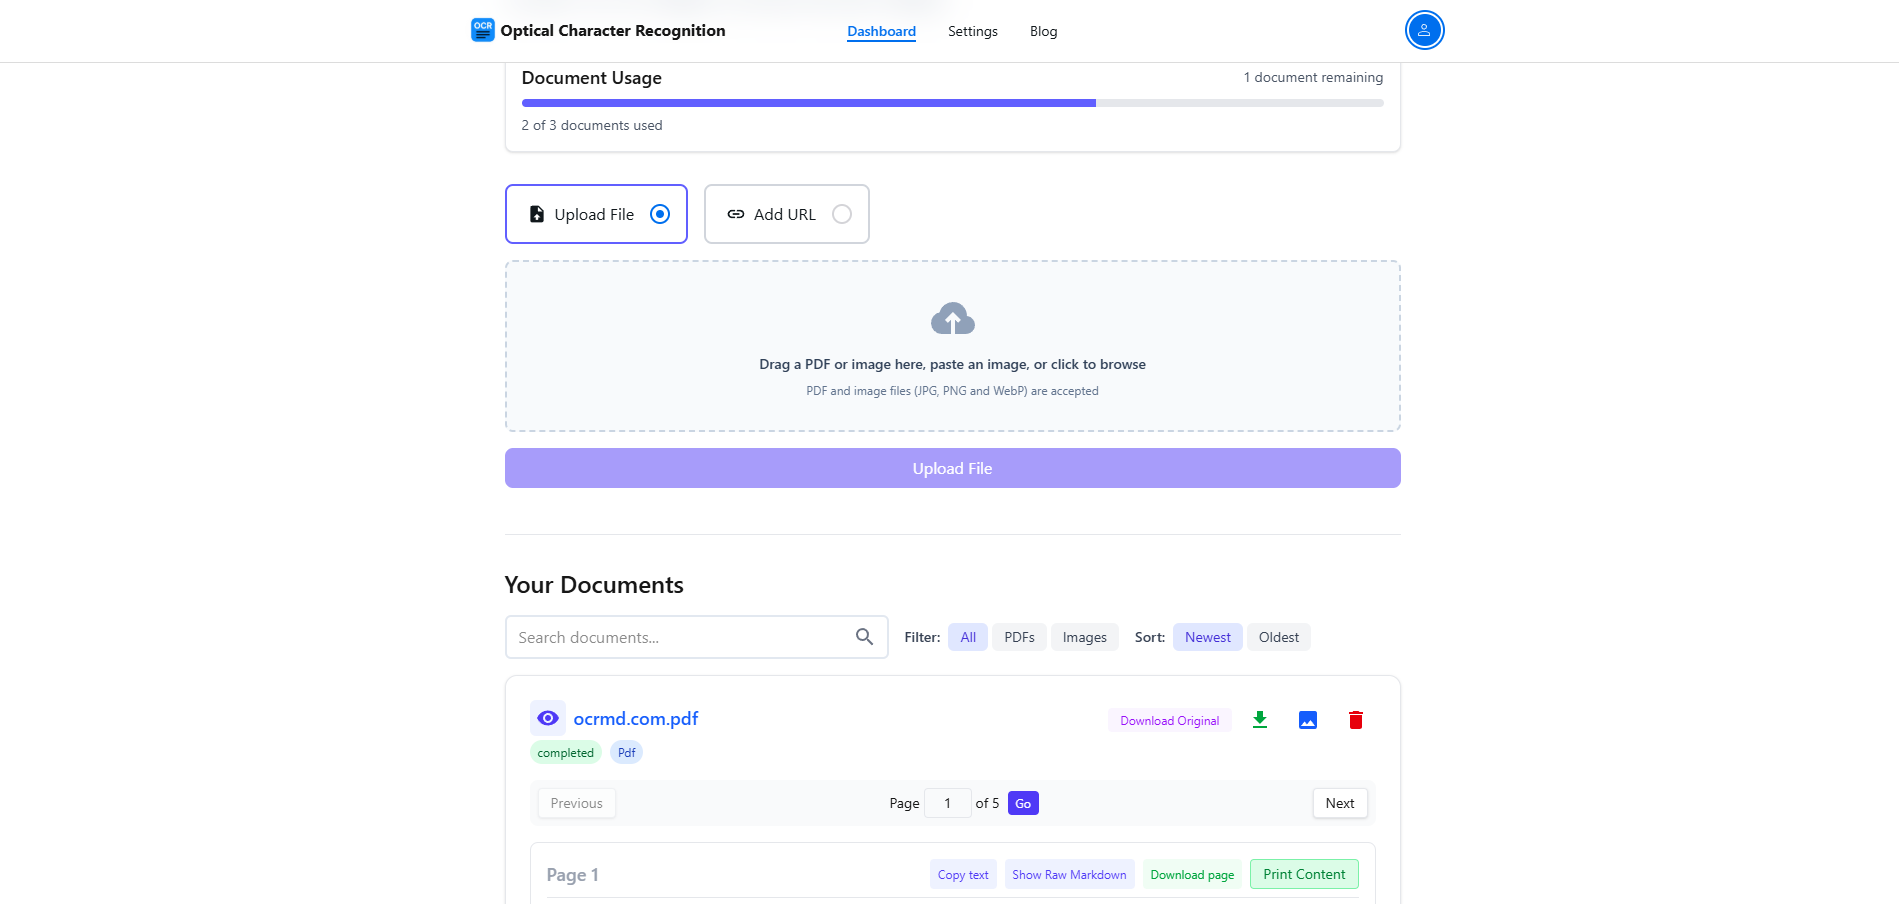 OCR
Optical Character Recognition
Dashboard
Settings
Blog
Document Usage
1 document remaining
2 of 3 documents used
Upload File
Add URL
Drag a PDF or image here, paste an image, or click to browse
PDF and image files (JPG, PNG and WebP) are accepted
Upload File
Your Documents
Search documents...
Filter: All PDFs Images Sort: Newest Oldest
ocrmd.com.pdf
Download Original
completed Pdf
Previous
Page 1 of 5 Go
Next
Page 1
Copy text Show Raw Markdown Download page Print Content